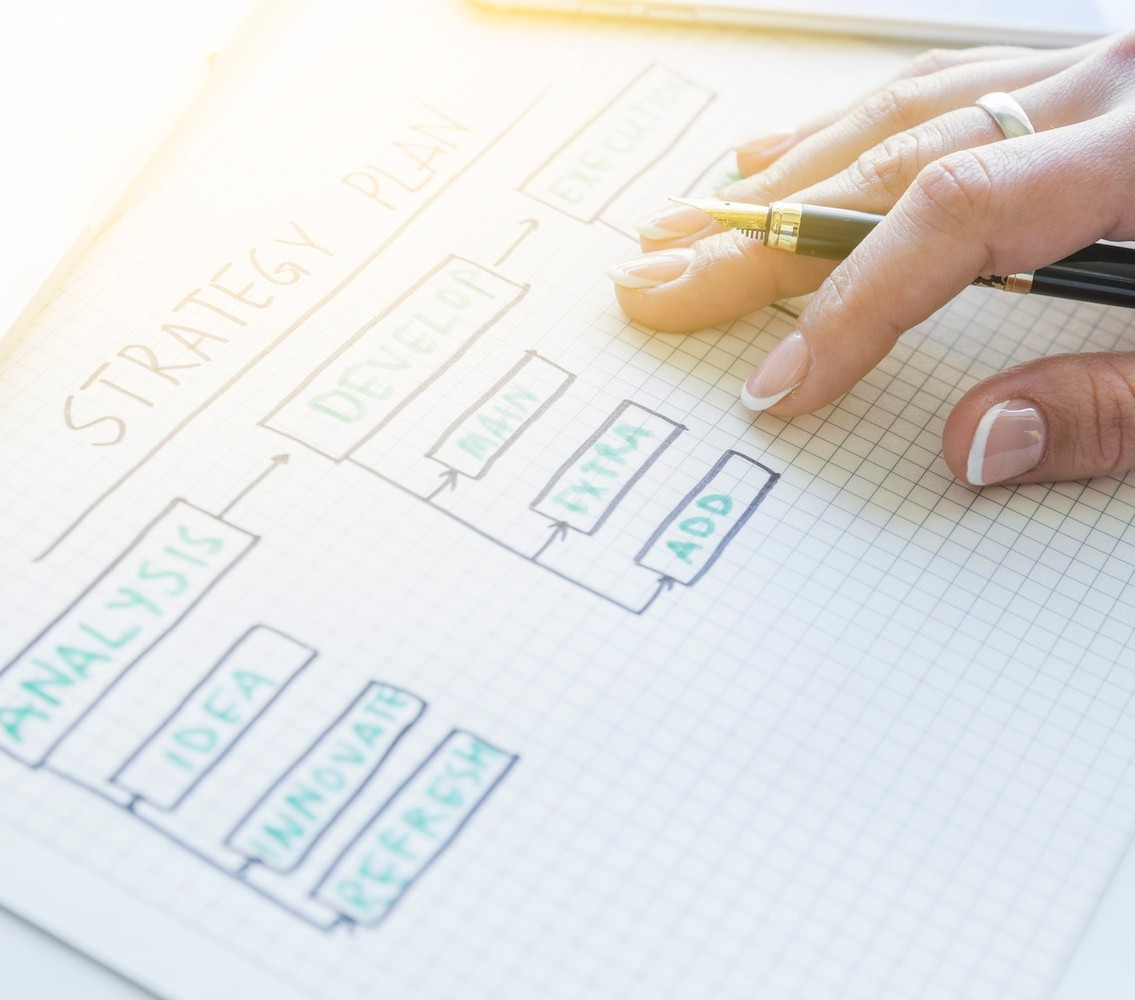 STRATEGY PLAN
ANALYSIS
IDEA
INNOVATE
REFRESH
DEVELOP
MAIN
EXTRA
ADD
EXECUTION